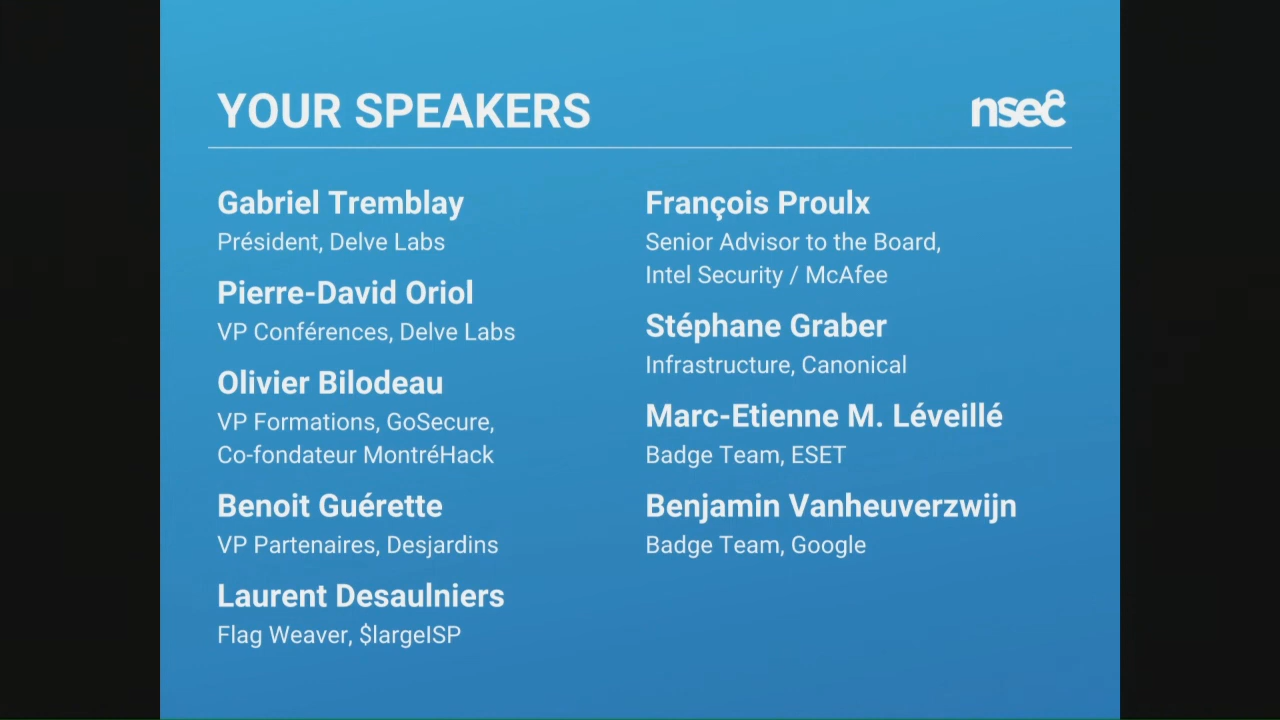 YOUR SPEAKERS
nsec
Gabriel Tremblay
Président, Delve Labs
Pierre-David Oriol
VP Conférences, Delve Labs
Olivier Bilodeau
VP Formations, GoSecure,
Co-fondateur MontréHack
Benoit Guérette
VP Partenaires, Desjardins
Laurent Desaulniers
Flag Weaver, $largeISP
François Proulx
Senior Advisor to the Board,
Intel Security / McAfee
Stéphane Graber
Infrastructure, Canonical
Marc-Etienne M. Léveillé
Badge Team, ESET
Benjamin Vanheuverzwijn
Badge Team, Google